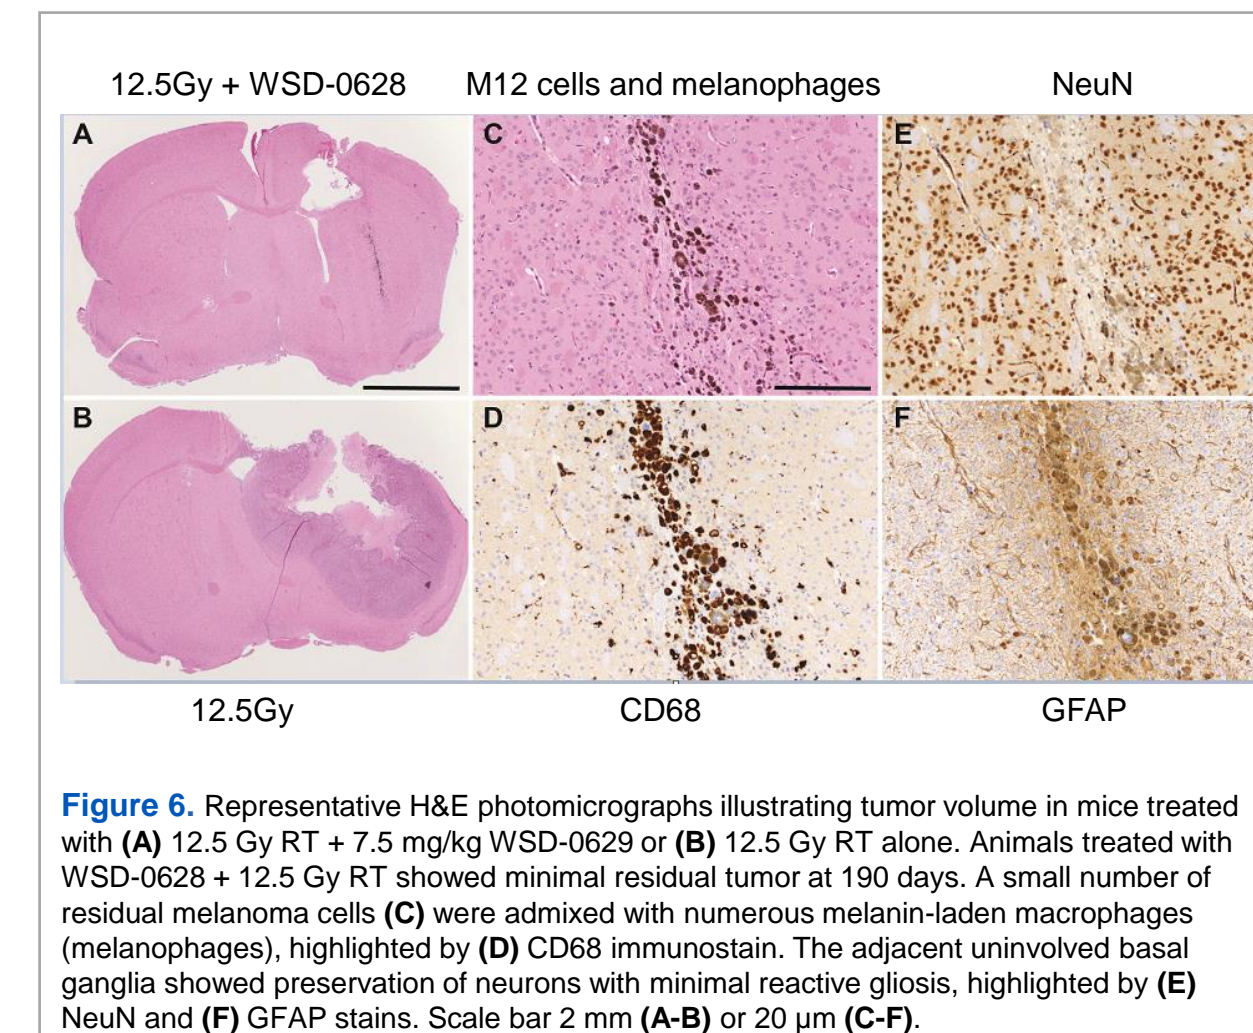 12.5Gy + WSD-0628
M12 cells and melanophages
NeuN
A
C
E
B
D
F
12.5Gy
CD68
GFAP
Figure 6. Representative H&E photomicrographs illustrating tumor volume in mice treated
with (A) 12.5 Gy RT + 7.5 mg/kg WSD-0629 or (B) 12.5 Gy RT alone. Animals treated with
WSD-0628 + 12.5 Gy RT showed minimal residual tumor at 190 days. A small number of
residual melanoma cells (C) were admixed with numerous melanin-laden macrophages
(melanophages), highlighted by (D) CD68 immunostain. The adjacent uninvolved basal
ganglia showed preservation of neurons with minimal reactive gliosis, highlighted by (E)
NeuN and (F) GFAP stains. Scale bar 2 mm (A-B) or 20 μm (C-F).